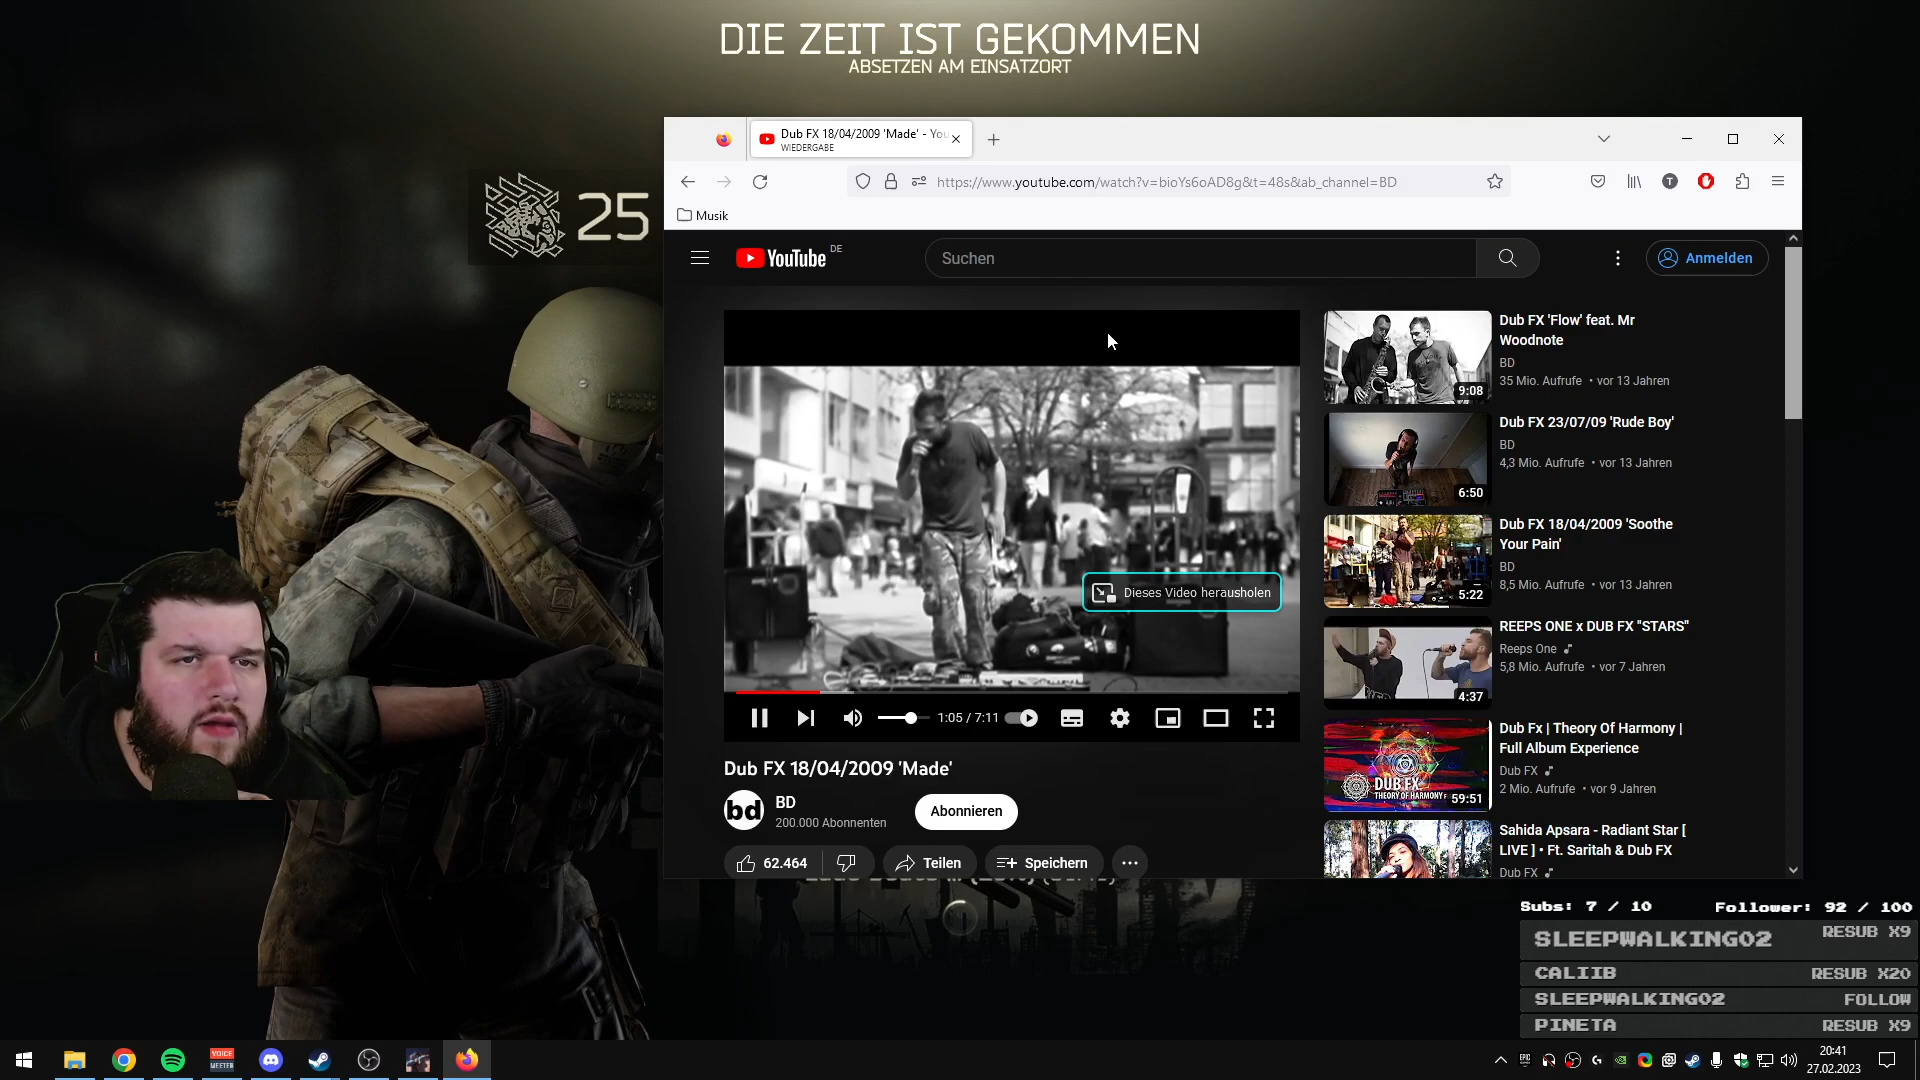 DIE ZEIT IST GEKOMMEN
ABSETZEN AM EINSATZORT
25
Dub FX 18/04/2009 'Made' - You
WIEDERGABE
https://www.youtube.com/watch?v=bioYs6oAD8g&t=48s&ab_channel=BD
Musik
YouTube DE
Suchen
Anmelden
Dieses Video herausholen
1:05 / 7:11
Dub FX 18/04/2009 'Made'
bd
BD
200.000 Abonnenten
Abonnieren
62.464
Teilen
Speichern
Dub FX 'Flow' feat. Mr
Woodnote
BD
35 Mio. Aufrufe • vor 13 Jahren
9:08
Dub FX 23/07/09 'Rude Boy'
BD
4,3 Mio. Aufrufe • vor 13 Jahren
6:50
Dub FX 18/04/2009 'Soothe
Your Pain'
BD
8,5 Mio. Aufrufe • vor 13 Jahren
5:22
REEPS ONE x DUB FX "STARS"
Reeps One
5,8 Mio. Aufrufe • vor 7 Jahren
4:37
Dub Fx | Theory Of Harmony |
Full Album Experience
Dub FX
2 Mio. Aufrufe • vor 9 Jahren
DUB FX
THEORY OF HARMONY
59:51
Sahida Apsara - Radiant Star [
LIVE ] • Ft. Saritah & Dub FX
Dub FX
Subs: 7 / 10
Follower: 92 / 100
SLEEPWALKING02 RESUB X9
CALIIB RESUB X20
SLEEPWALKING02 FOLLOW
PINETA RESUB X9
VOICE
MEETER
EPIC
20:41
27.02.2023